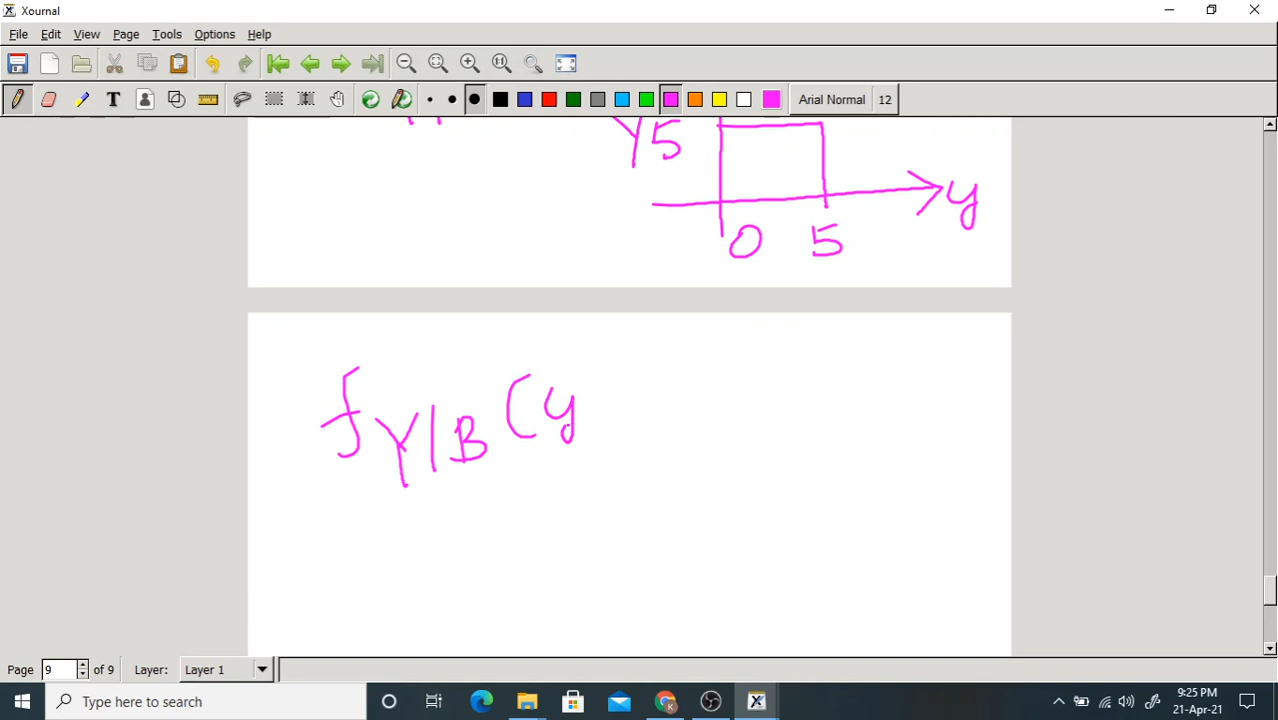 Xournal
File Edit View Page Tools Options Help
Arial Normal 12
Y5
y
0 5
f Y|B (y
Page 9 of 9 Layer: Layer 1
Type here to search
9:25 PM
21-Apr-21